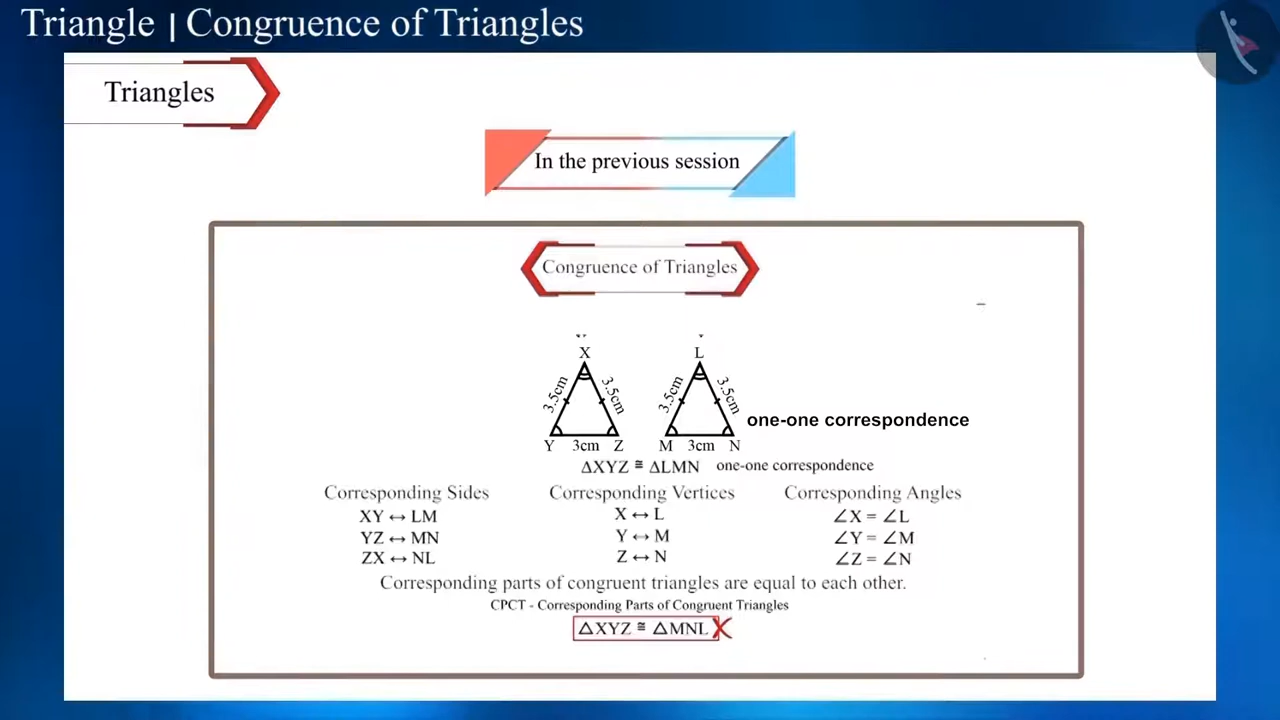 Triangle | Congruence of Triangles
Triangles
In the previous session
Congruence of Triangles
X L
3.5cm 3.5cm 3.5cm 3.5cm
one-one correspondence
Y 3cm Z M 3cm N
ΔXYZ ≅ ΔLMN one-one correspondence
Corresponding Sides Corresponding Vertices Corresponding Angles
XY ↔ LM X ↔ L ∠X = ∠L
YZ ↔ MN Y ↔ M ∠Y = ∠M
ZX ↔ NL Z ↔ N ∠Z = ∠N
Corresponding parts of congruent triangles are equal to each other.
CPCT - Corresponding Parts of Congruent Triangles
△XYZ ≅ △MNL X